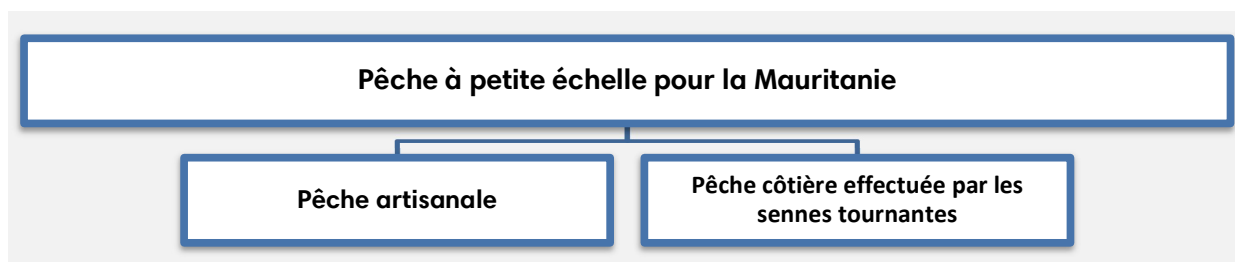 Pêche à petite échelle pour la Mauritanie
Pêche artisanale
Pêche côtière effectuée par les
sennes tournantes